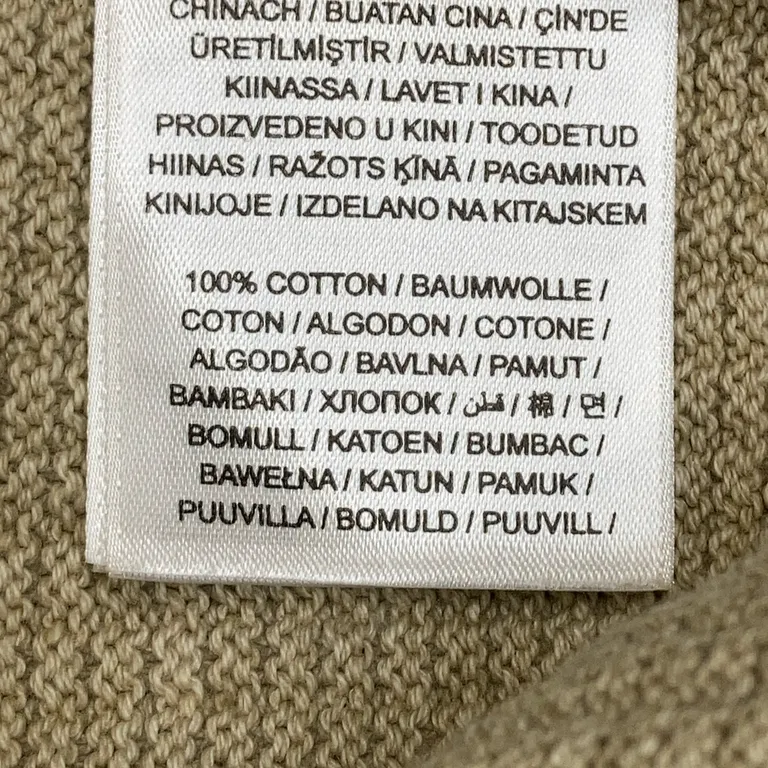 CHINACH / BUATAN CINA / ÇİN'DE
ÜRETİLMİŞTİR / VALMISTETTU
KIINASSA / LAVET I KINA /
PROIZVEDENO U KINI / TOODETUD
HIINAS / RAŽOTS ĶĪNĀ / PAGAMINTA
KINIJOJE / IZDELANO NA KITAJSKEM
100% COTTON / BAUMWOLLE /
COTON / ALGODON / COTONE /
ALGODÃO / BAVLNA / PAMUT /
BAMBAKI / ХЛОПОК / قطن / 棉 / 면 /
BOMULL / KATOEN / BUMBAC /
BAWEŁNA / KATUN / PAMUK /
PUUVILLA / BOMULD / PUUVILL /